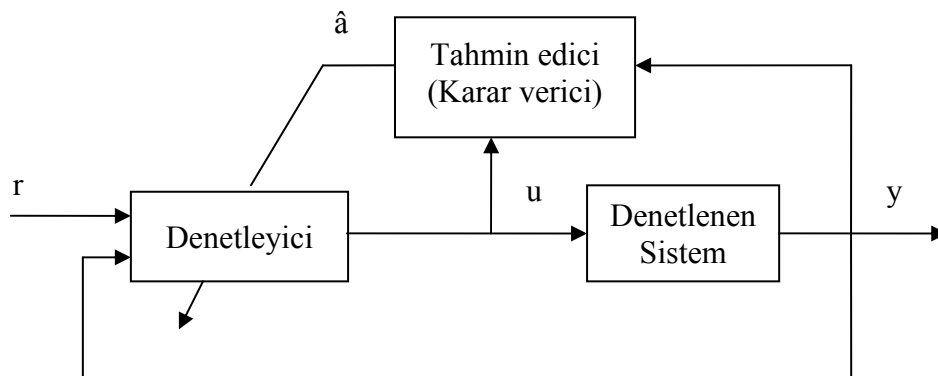 â
Tahmin edici
(Karar verici)
r
u
y
Denetleyici
Denetlenen
Sistem